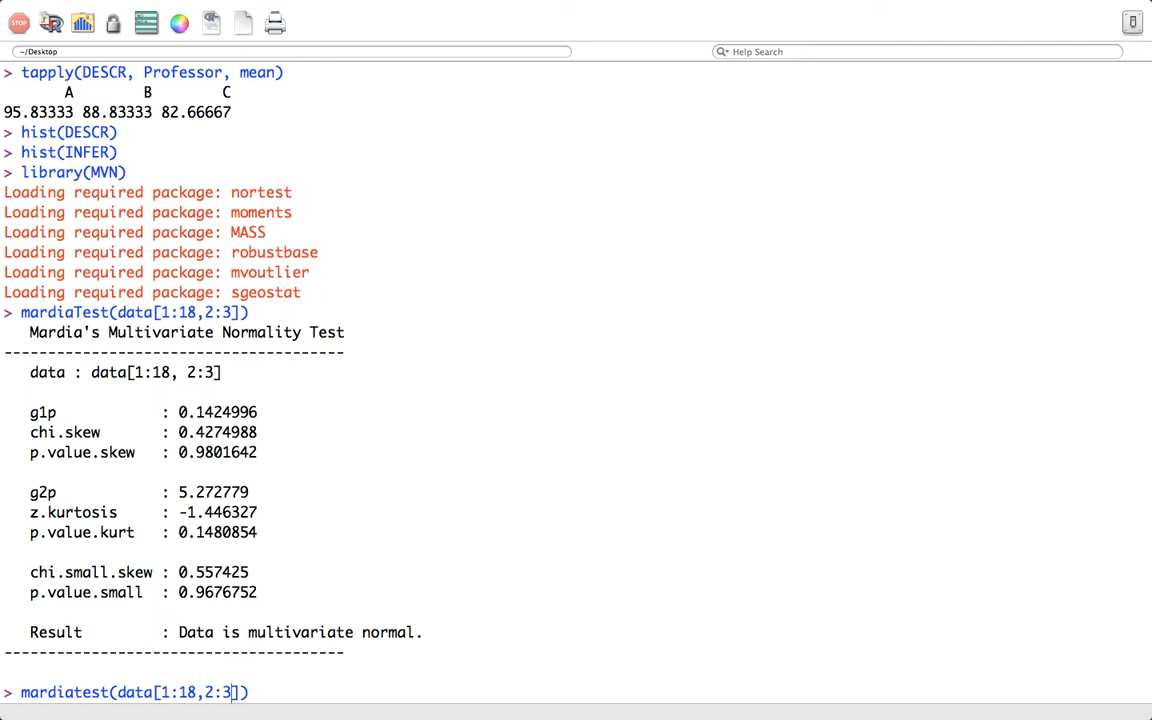 STOP
~/Desktop
Help Search
> tapply(DESCR, Professor, mean)
A B C
95.83333 88.83333 82.66667
> hist(DESCR)
> hist(INFER)
> library(MVN)
Loading required package: nortest
Loading required package: moments
Loading required package: MASS
Loading required package: robustbase
Loading required package: mvoutlier
Loading required package: sgeostat
> mardiaTest(data[1:18,2:3])
Mardia's Multivariate Normality Test
---------------------------------------
data : data[1:18, 2:3]
g1p : 0.1424996
chi.skew : 0.4274988
p.value.skew : 0.9801642
g2p : 5.272779
z.kurtosis : -1.446327
p.value.kurt : 0.1480854
chi.small.skew : 0.557425
p.value.small : 0.9676752
Result : Data is multivariate normal.
---------------------------------------
> mardiatest(data[1:18,2:3])